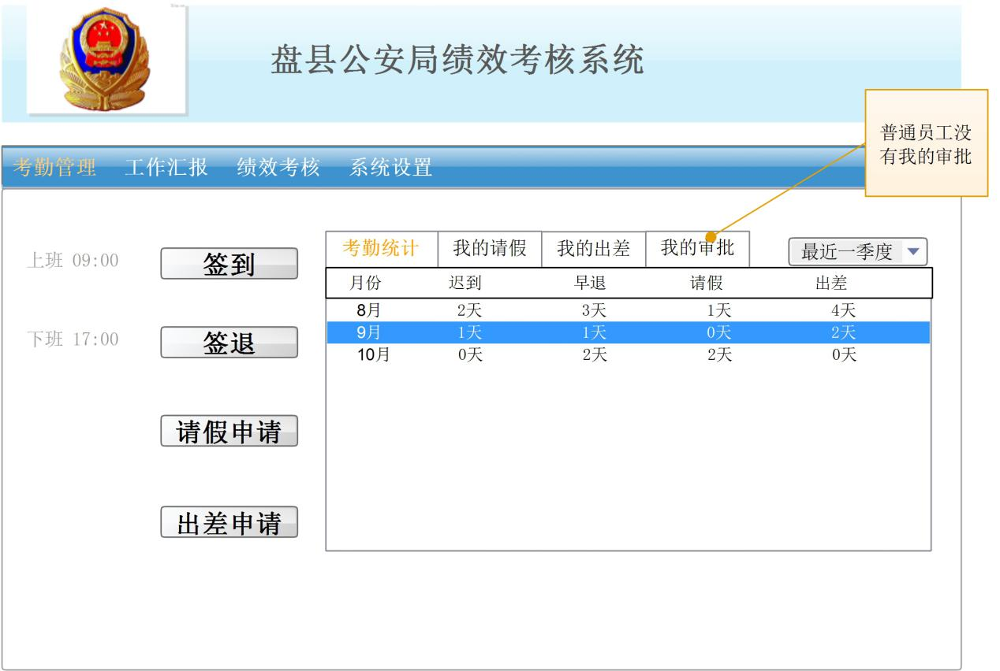 盘县公安局绩效考核系统
普通员工没
有我的审批
考勤管理 工作汇报 绩效考核 系统设置
考勤统计 我的请假 我的出差 我的审批 最近一季度
上班 09:00 签到
月份 迟到 早退 请假 出差
8月 2天 3天 1天 4天
9月 1天 1天 0天 2天
10月 0天 2天 2天 0天
下班 17:00 签退
请假申请
出差申请